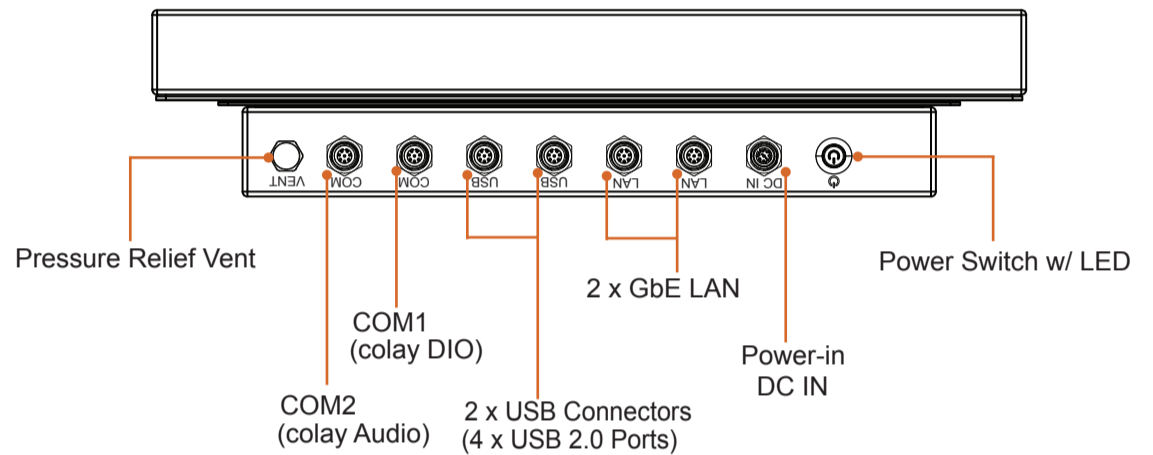 VENT
COM
COM
USB
USB
LAN
LAN
DC IN
Pressure Relief Vent
Power Switch w/ LED
2 x GbE LAN
COM1
(colay DIO)
Power-in
DC IN
COM2
(colay Audio)
2 x USB Connectors
(4 x USB 2.0 Ports)